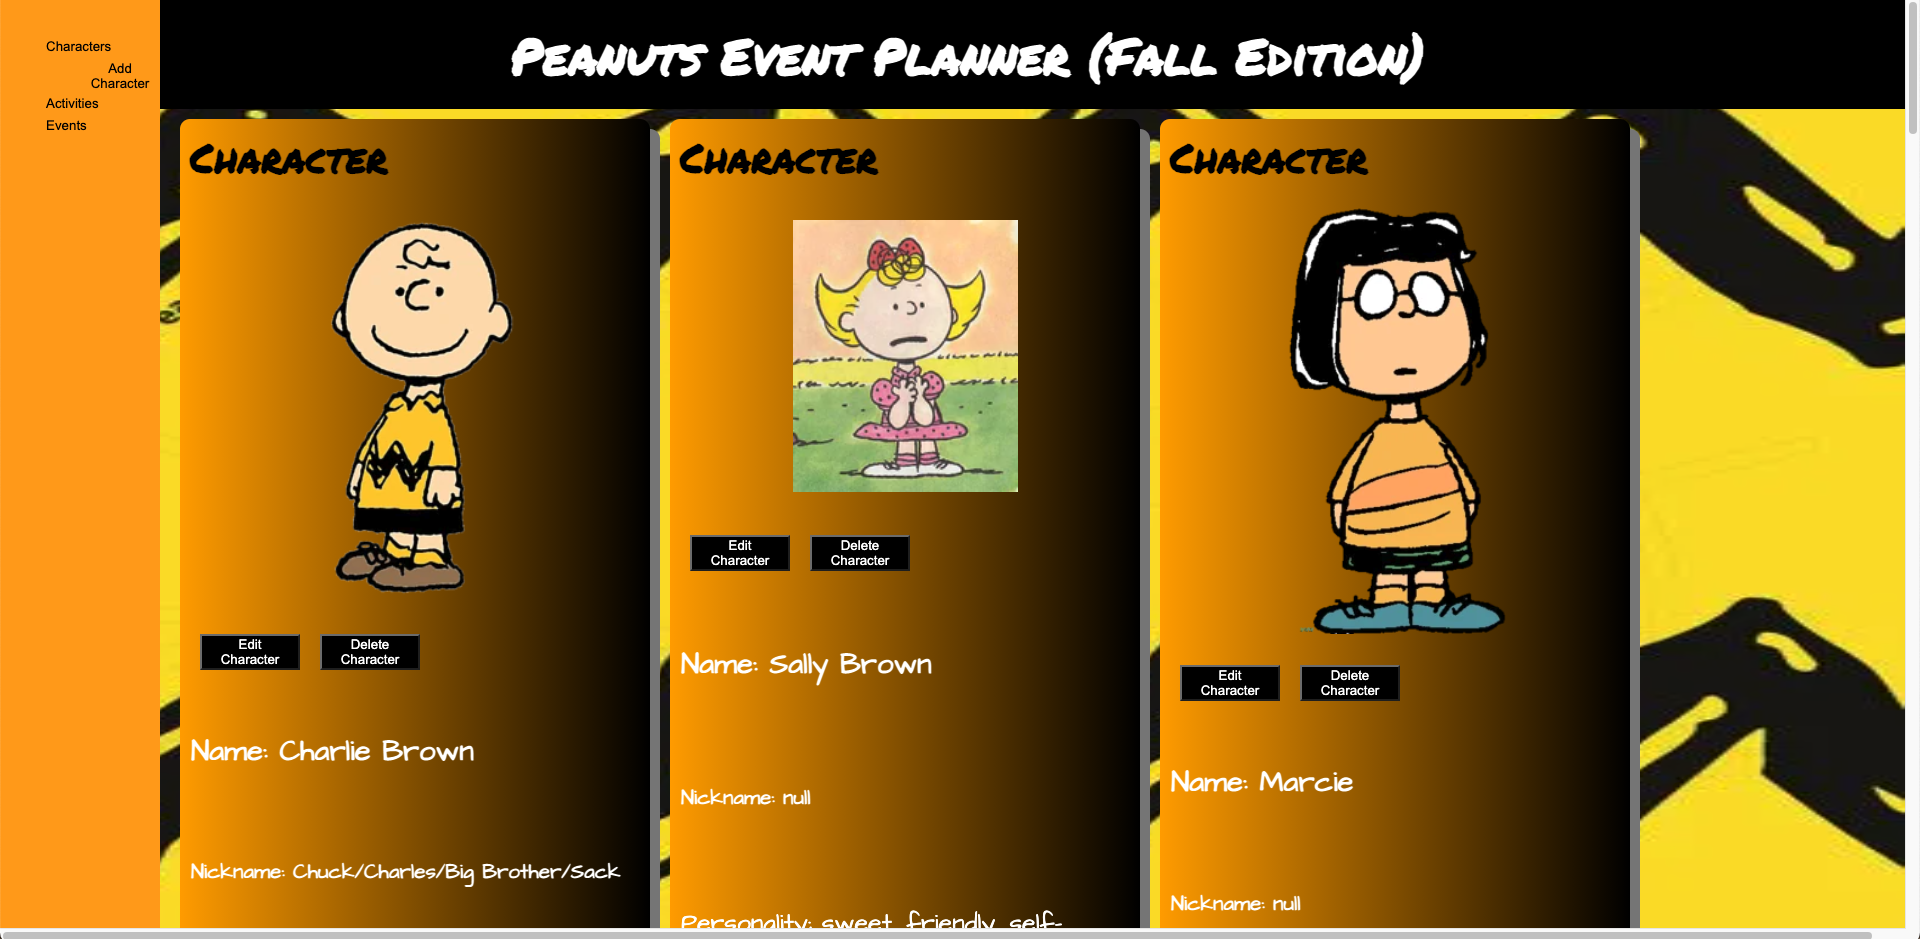 Characters
Add
Character
Activities
Events
Peanuts Event Planner (Fall Edition)
Character
Edit
Character
Delete
Character
Name: Charlie Brown
Nickname: Chuck/Charles/Big Brother/Sack
Character
Edit
Character
Delete
Character
Name: Sally Brown
Nickname: null
Personality: sweet, friendly, self-
Character
Edit
Character
Delete
Character
Name: Marcie
Nickname: null